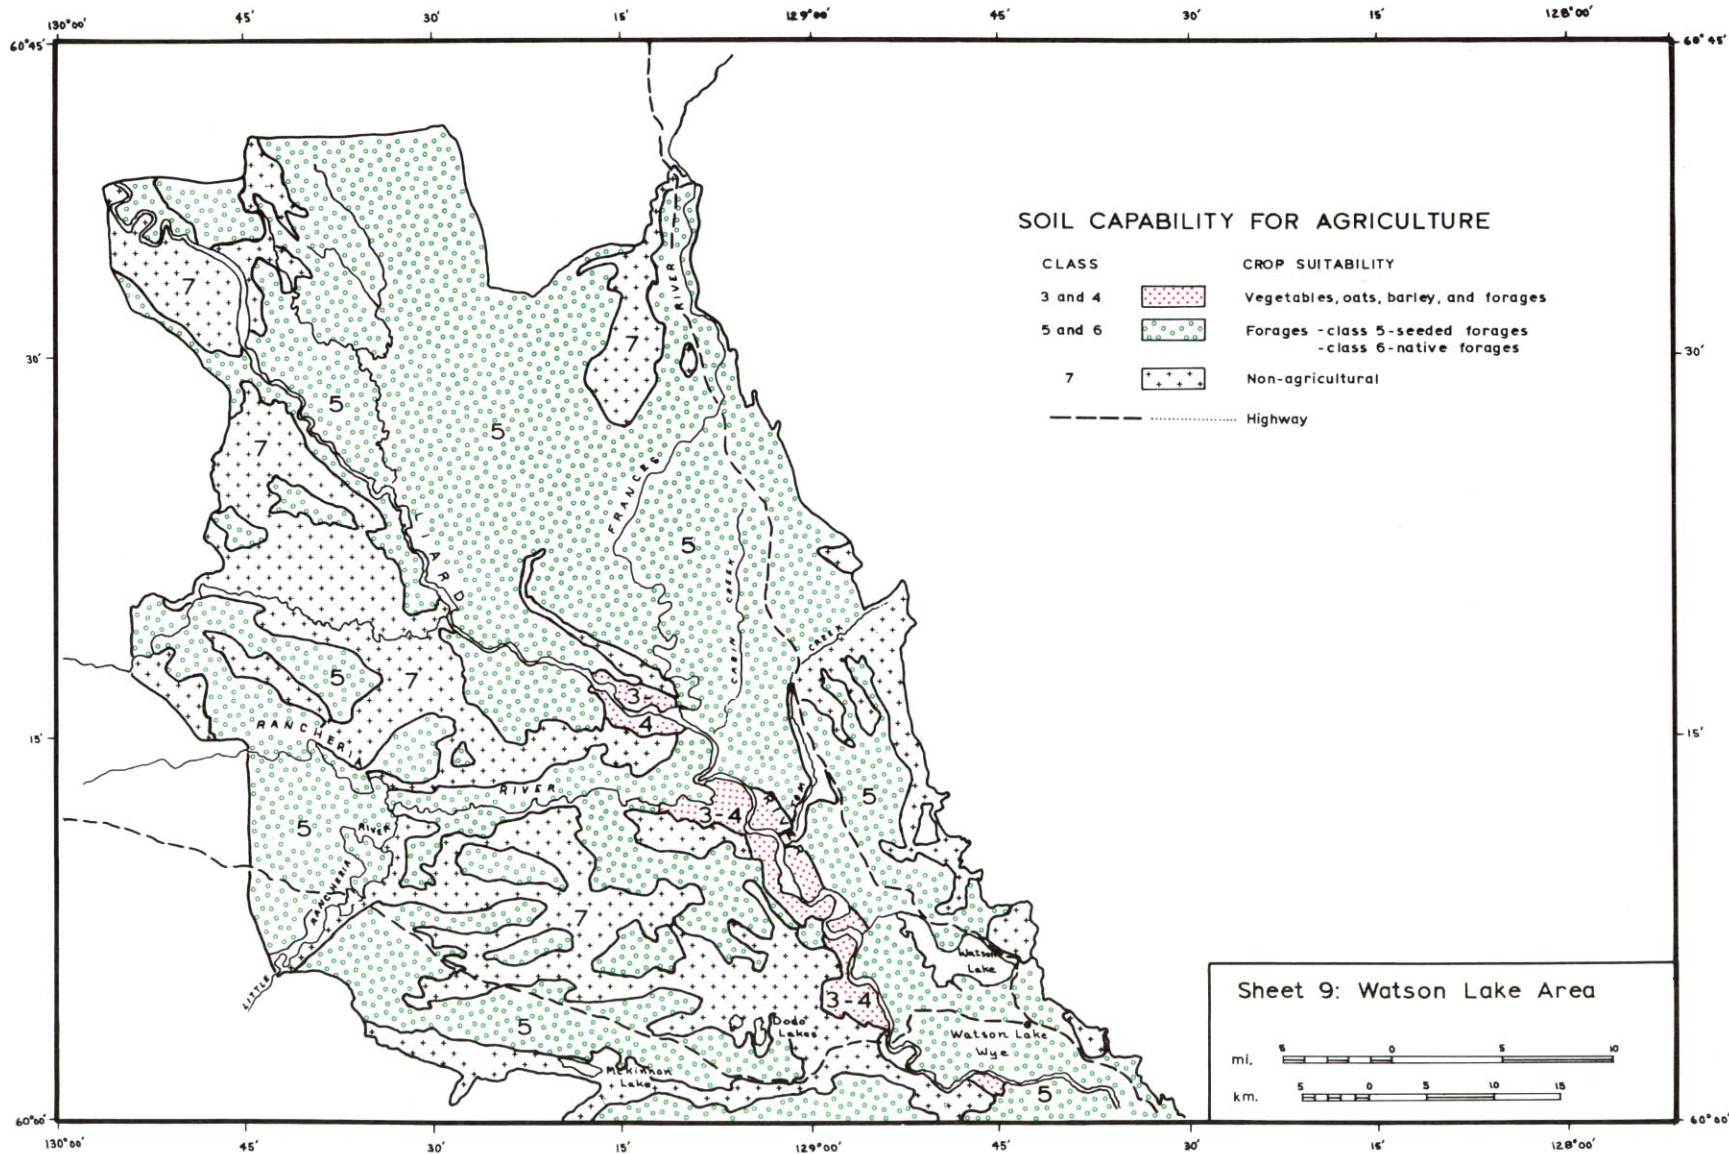 130°00'
45'
30'
15'
129°00'
45'
30'
15'
128°00'
60°45'
60°45'
SOIL CAPABILITY FOR AGRICULTURE
CLASS CROP SUITABILITY
3 and 4 Vegetables, oats, barley, and forages
5 and 6 Forages - class 5 - seeded forages
- class 6 - native forages
7 Non-agricultural
Highway
7
RIVER
7
30'
30'
5
5
7
FRANCES
LIARD
5
CABIN CREEK
CREEK
5
7
3-
4
RANCHERIA
15'
15'
RIVER
3-4
5
5
RIVER
LITTLE RANCHERIA
7
Watson
Lake
3-4
5
Dodo
Lakes
Watson Lake
Wye
McKinnon
Lake
5
Sheet 9: Watson Lake Area
5 0 5 10
mi.
5 0 5 10 15
km.
60°00'
60°00'
130°00'
45'
30'
15'
129°00'
45'
30'
15'
128°00'